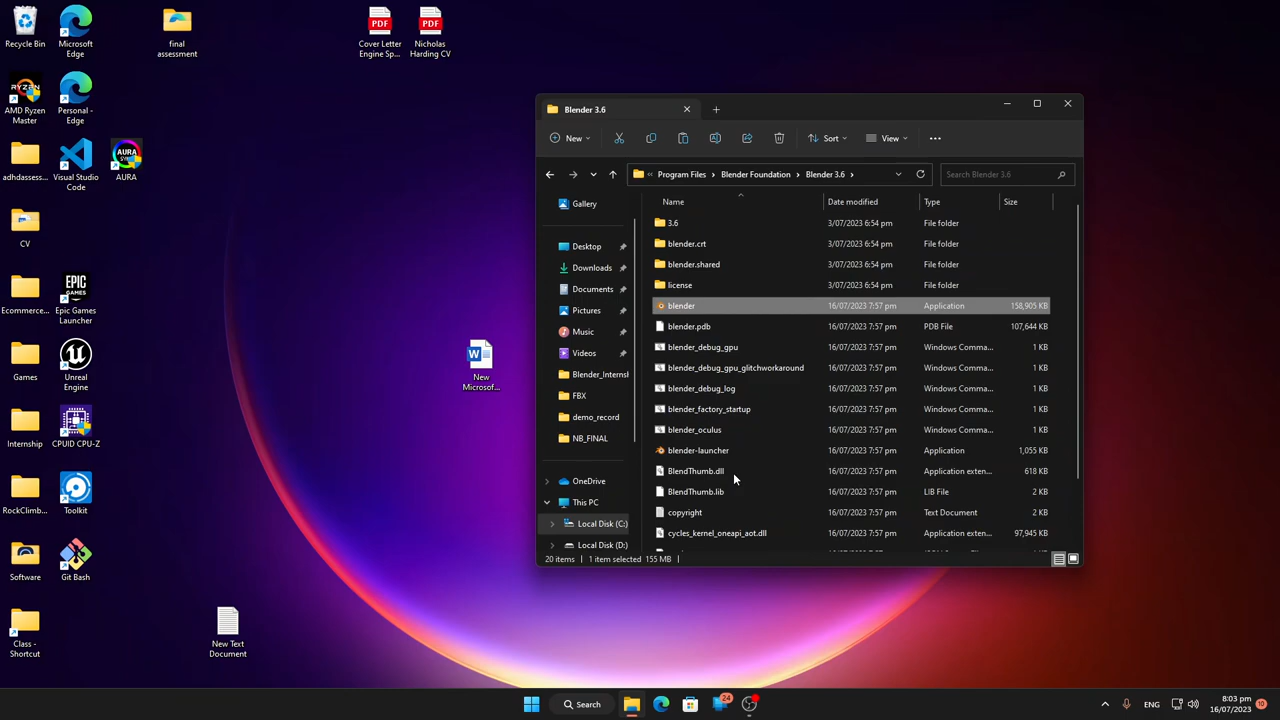 Recycle Bin
Microsoft
Edge
final
assessment
PDF
Cover Letter
Engine Sp...
PDF
Nicholas
Harding CV
RYZEN
AMD Ryzen
Master
Personal -
Edge
adhdassess...
Visual Studio
Code
AURA
AURA
CV
Ecommerce...
EPIC
GAMES
Epic Games
Launcher
Games
Unreal
Engine
Internship
CPUID CPU-Z
RockClimb...
Toolkit
Software
Git Bash
Class -
Shortcut
New Text
Document
W
New
Microsof...
Blender 3.6
New
Sort
View
Program Files
Blender Foundation
Blender 3.6
Search Blender 3.6
Gallery
Desktop
Downloads
Documents
Pictures
Music
Videos
Blender_Internsh
FBX
demo_record
NB_FINAL
OneDrive
This PC
Local Disk (C:)
Local Disk (D:)
Name Date modified Type Size
3.6 3/07/2023 6:54 pm File folder
blender.crt 3/07/2023 6:54 pm File folder
blender.shared 3/07/2023 6:54 pm File folder
license 3/07/2023 6:54 pm File folder
blender 16/07/2023 7:57 pm Application 158,905 KB
blender.pdb 16/07/2023 7:57 pm PDB File 107,644 KB
blender_debug_gpu 16/07/2023 7:57 pm Windows Comma... 1 KB
blender_debug_gpu_glitchworkaround 16/07/2023 7:57 pm Windows Comma... 1 KB
blender_debug_log 16/07/2023 7:57 pm Windows Comma... 1 KB
blender_factory_startup 16/07/2023 7:57 pm Windows Comma... 1 KB
blender_oculus 16/07/2023 7:57 pm Windows Comma... 1 KB
blender-launcher 16/07/2023 7:57 pm Application 1,055 KB
BlendThumb.dll 16/07/2023 7:57 pm Application exten... 618 KB
BlendThumb.lib 16/07/2023 7:57 pm LIB File 2 KB
copyright 16/07/2023 7:57 pm Text Document 2 KB
cycles_kernel_oneapi_aot.dll 16/07/2023 7:57 pm Application exten... 97,945 KB
20 items 1 item selected 155 MB
Search
24
ENG
8:03 pm
16/07/2023
10